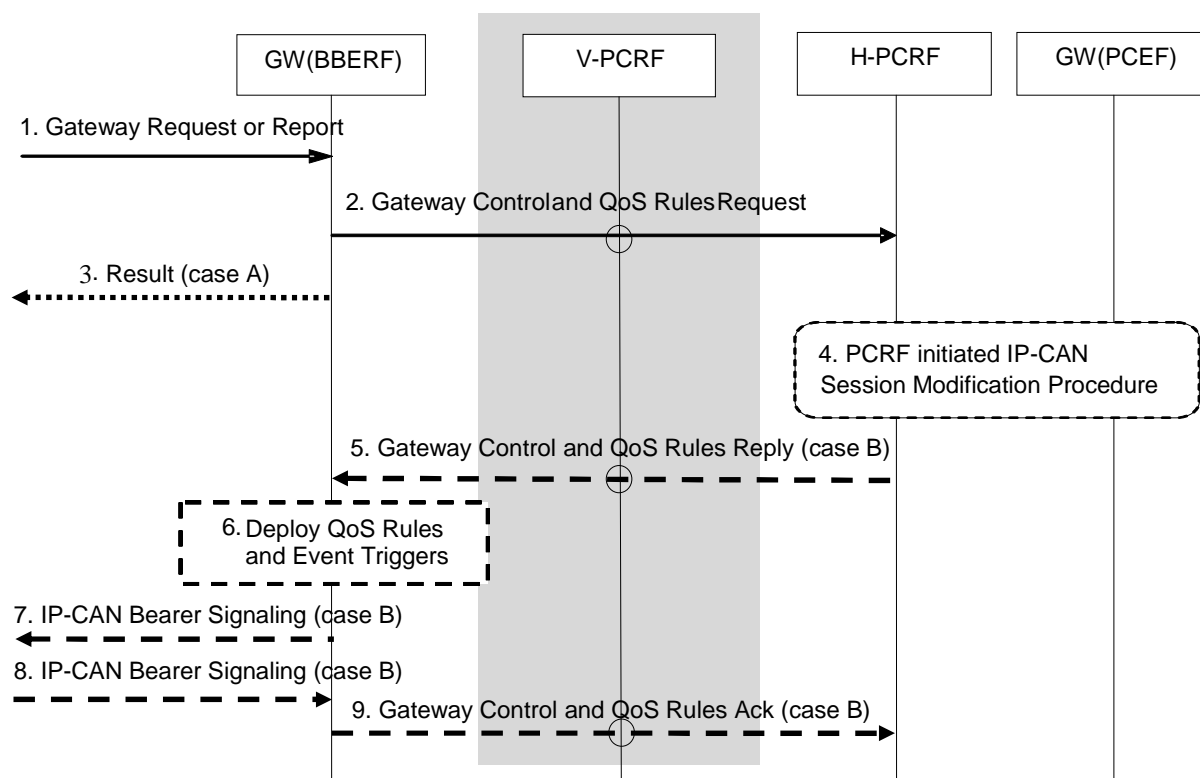 GW(BBERF)
V-PCRF
H-PCRF
GW(PCEF)
1. Gateway Request or Report
2. Gateway Controland QoS RulesRequest
3. Result (case A)
4. PCRF initiated IP-CAN
Session Modification Procedure
5. Gateway Control and QoS Rules Reply (case B)
6. Deploy QoS Rules
and Event Triggers
7. IP-CAN Bearer Signaling (case B)
8. IP-CAN Bearer Signaling (case B)
9. Gateway Control and QoS Rules Ack (case B)